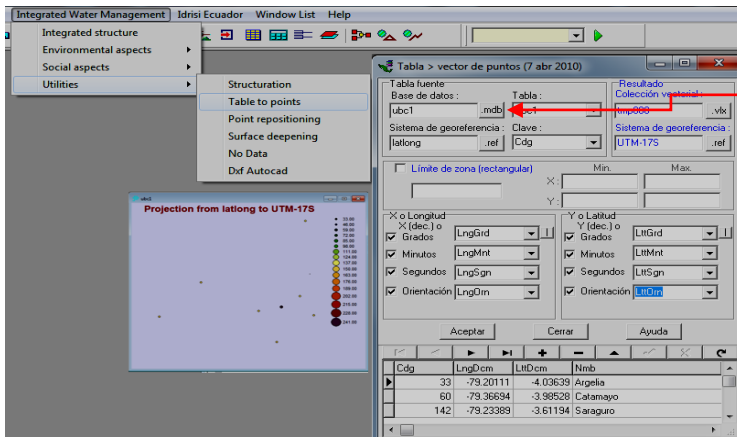 Integrated Water Management Idrisi Ecuador Window List Help
Integrated structure
Environmental aspects
Social aspects
Utilities
Structuration
Table to points
Point repositioning
Surface deepening
No Data
Dxf Autocad
Projection from latlong to UTM-17S
Tabla > vector de puntos (7 abr 2010)
Tabla fuente
Base de datos : Tabla :
ubc1 .mdb ubc1
Sistema de georeferencia : Clave :
latlong .ref Cdg
Resultado
Colección vectorial :
tmp000 .vlx
Sistema de georeferencia :
UTM-17S .ref
Límite de zona (rectangular) Min. Max.
X :
Y :
X o Longitud
X (dec.) o
Grados LngGrd
Minutos LngMnt
Segundos LngSgn
Orientación LngOrn
Y o Latitud
Y (dec.) o
Grados LttGrd
Minutos LttMnt
Segundos LttSgn
Orientación LttOrn
Aceptar Cerrar Ayuda
Cdg LngDcm LttDcm Nmb
33 -79.20111 -4.03639 Argelia
60 -79.36694 -3.98528 Catamayo
142 -79.23389 -3.61194 Saraguro